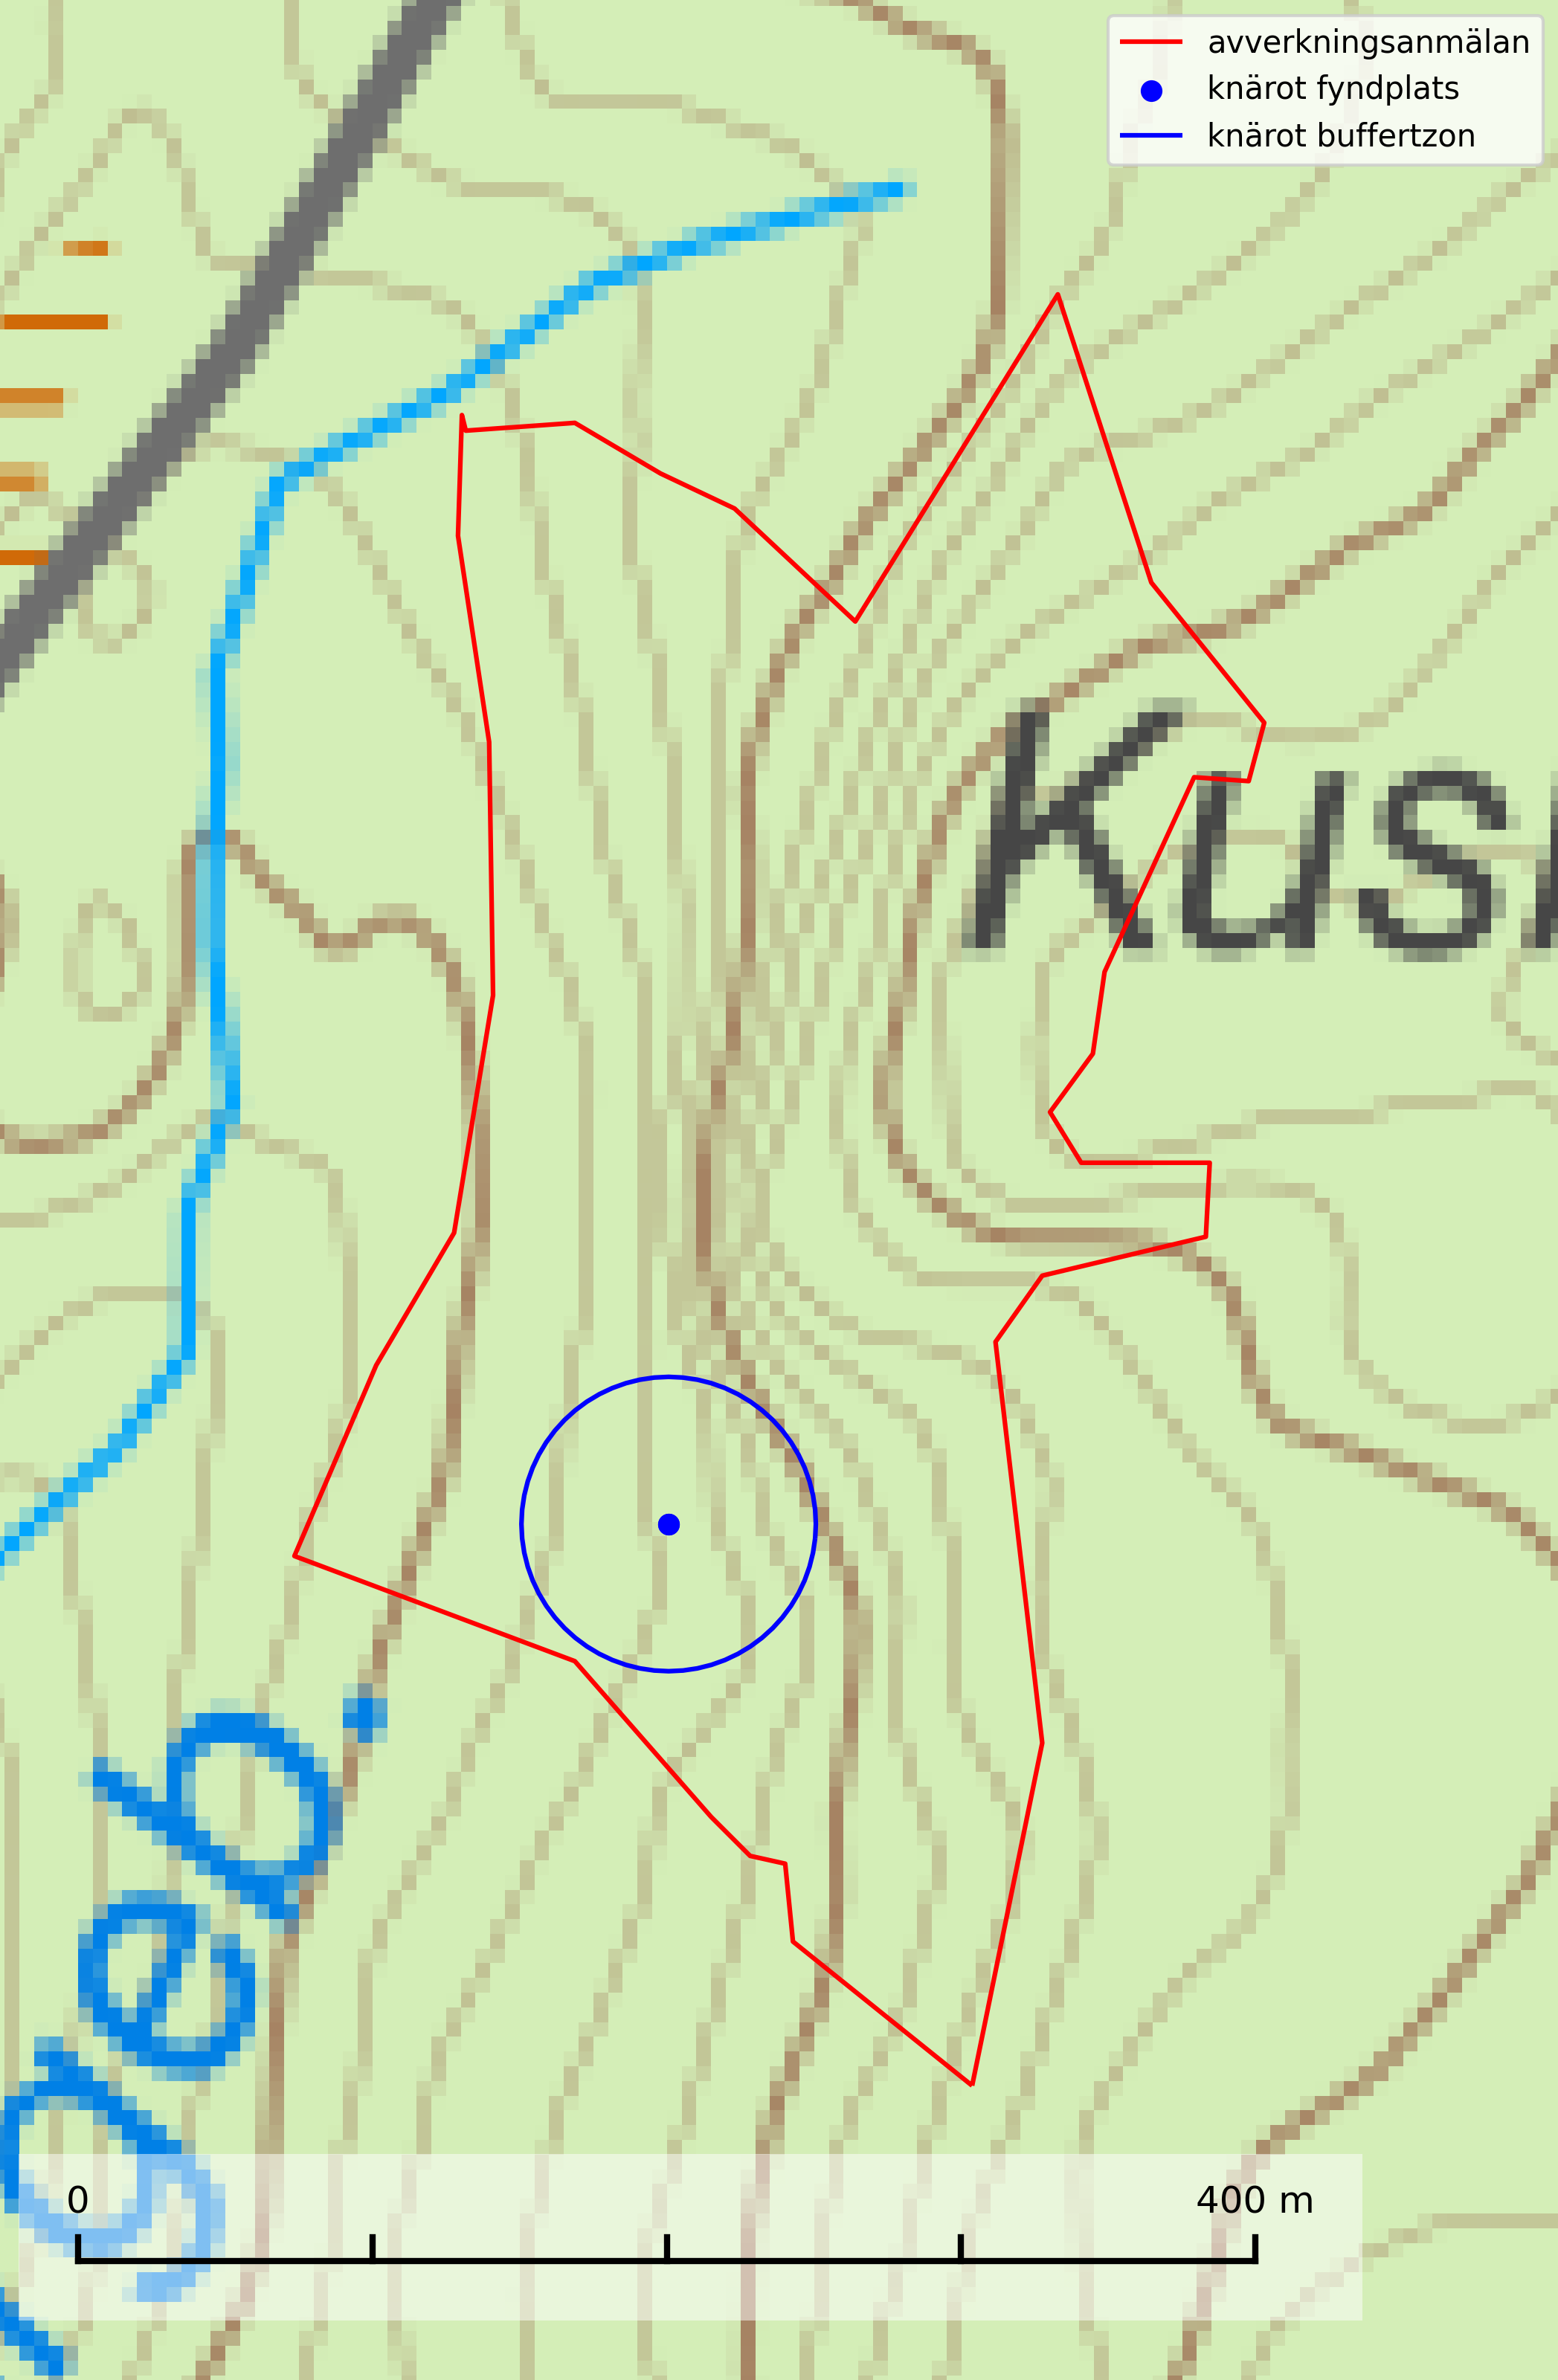 avverkningsanmälan
knärot fyndplats
knärot buffertzon
Kus
0
400 m